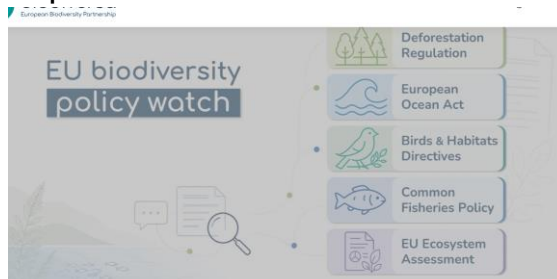 European Biodiversity Partnership
EU biodiversity
policy watch
Deforestation
Regulation
European
Ocean Act
Birds & Habitats
Directives
Common
Fisheries Policy
EU Ecosystem
Assessment